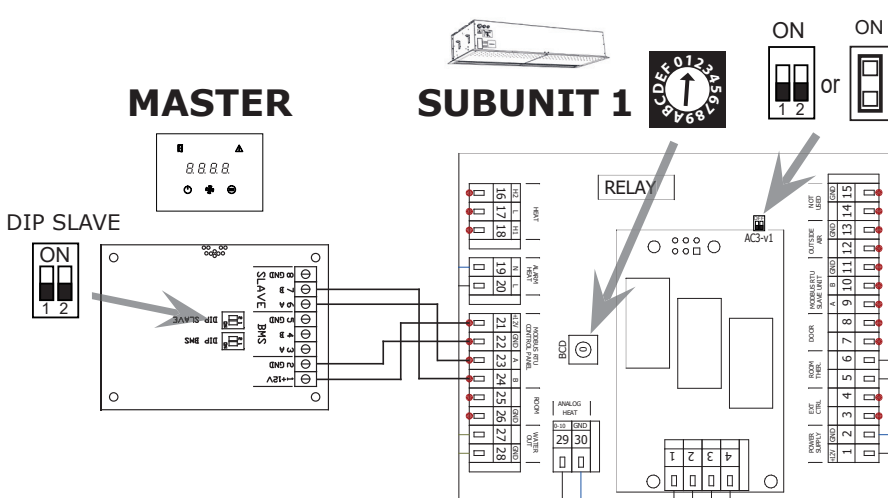 MASTER
SUBUNIT 1
ON
ON
1 2
or
0123456789ABCDEF
8.8.8.8.
DIP SLAVE
ON
1 2
RELAY
AC3-v1
BCD
0
SLAVE
8 GND
7 B
6 A
BMS
5 GND
4 B
3 A
2 GND
1 +12V
DIP SLAVE
DIP BMS
16 H2
17 L
18 H1
HEAT
19 N
20 L
ALARM
HEAT
21 +12V
22 GND
23 A
24 B
MODBUS RTU
CONTROL PANEL
25
26 GND
ROOM
27
28 GND
WATER
OUT
ANALOG
HEAT
0-10 GND
29 30
1 2 3 4
NOT
USED
GND 15
14
OUTSIDE
AIR
GND 13
12
MODBUS RTU
SLAVE UNIT
GND 11
B 10
A 9
DOOR
8
7
ROOM
THER.
6
5
EXT
CTRL
4
3
POWER
SUPPLY
GND 2
+12V 1